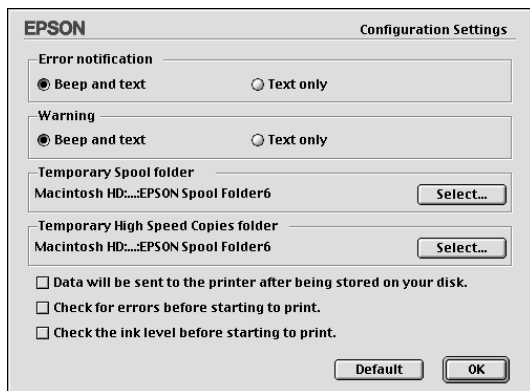 EPSON Configuration Settings
Error notification
Beep and text Text only
Warning
Beep and text Text only
Temporary Spool folder
Macintosh HD:...:EPSON Spool Folder6 Select...
Temporary High Speed Copies folder
Macintosh HD:...:EPSON Spool Folder6 Select...
Data will be sent to the printer after being stored on your disk.
Check for errors before starting to print.
Check the ink level before starting to print.
Default OK